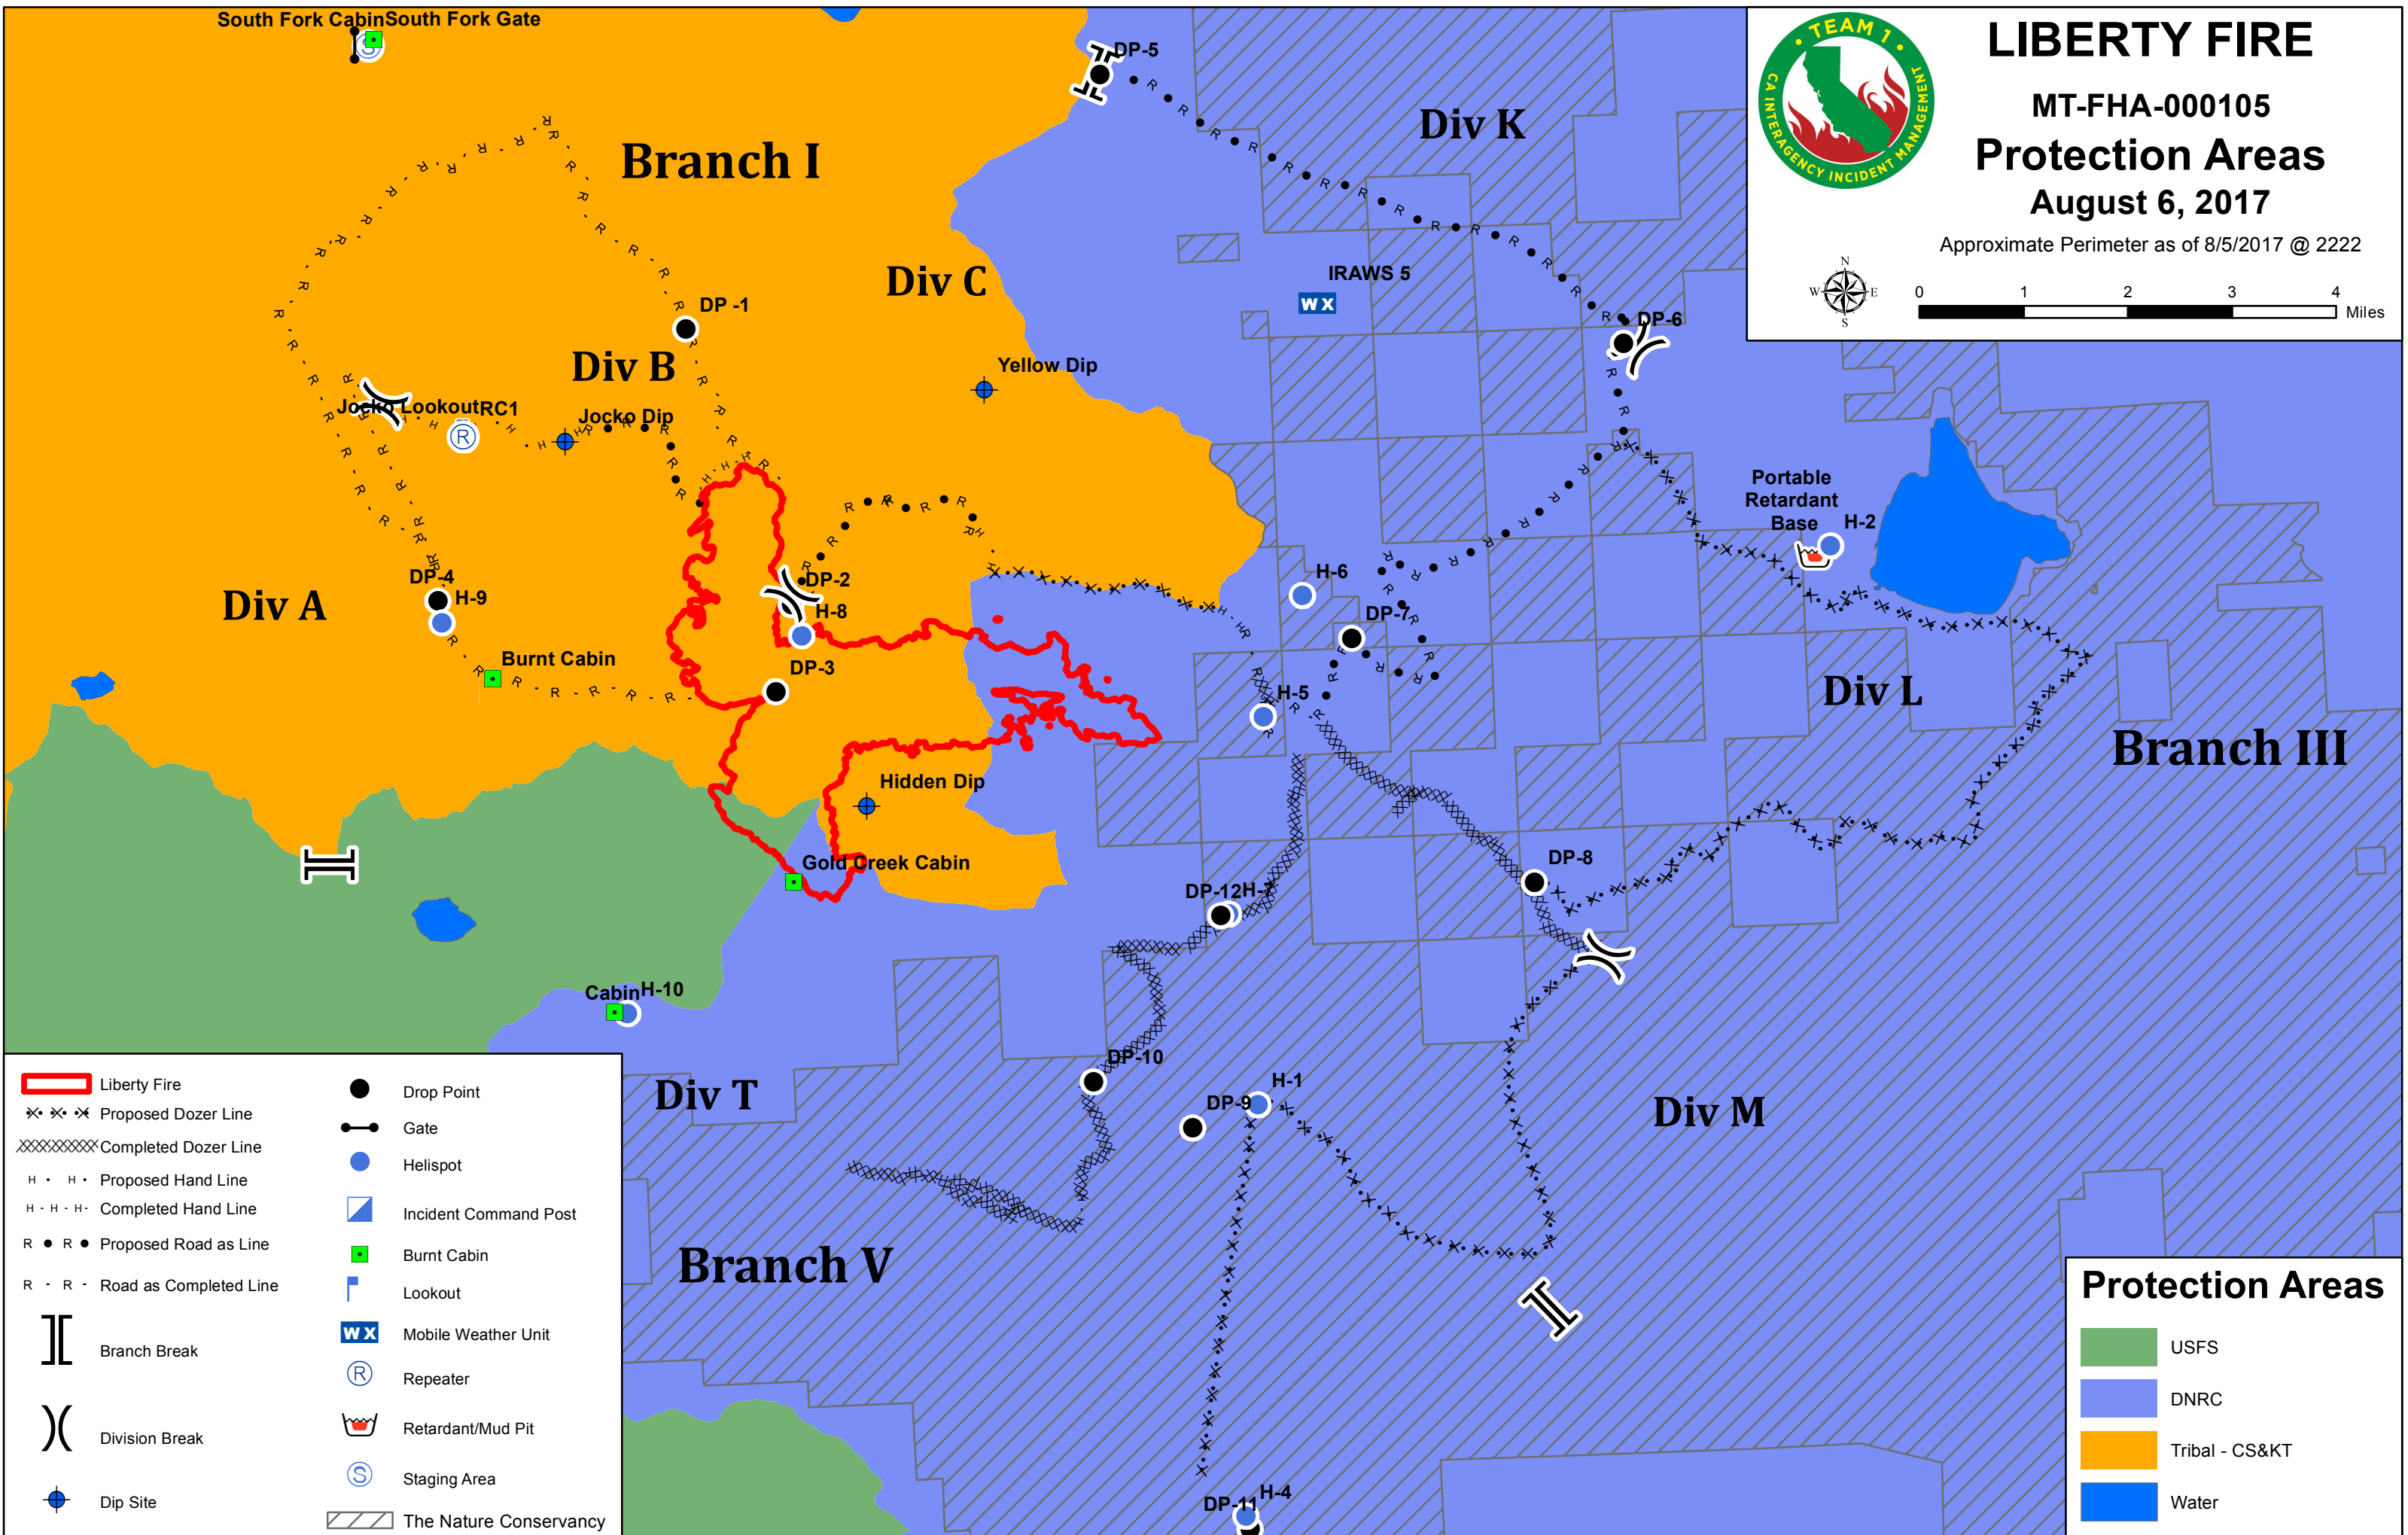 South Fork Cabin South Fork Gate
DP-5
Div K
Branch I
Div C
IRAWS 5
WX
DP -1
DP-6
Div B
Yellow Dip
Jocko Lookout RC1
R
Jocko Dip
Portable
Retardant
Base
H-2
DP-4
H-9
Div A
DP-2
H-8
H-6
DP-7
Burnt Cabin
DP-3
H-5
Div L
Branch III
Hidden Dip
Gold Creek Cabin
DP-8
DP-12 H-7
Cabin H-10
DP-10
Div T
DP-9
H-1
Div M
Branch V
DP-11
H-4
TEAM 1
CA INTERAGENCY INCIDENT MANAGEMENT
LIBERTY FIRE
MT-FHA-000105
Protection Areas
August 6, 2017
Approximate Perimeter as of 8/5/2017 @ 2222
N
W E
S
0 1 2 3 4
Miles
Liberty Fire
Proposed Dozer Line
Completed Dozer Line
H • H • Proposed Hand Line
H - H - H- Completed Hand Line
R ● R ● Proposed Road as Line
R - R - Road as Completed Line
Branch Break
Division Break
Dip Site
Drop Point
Gate
Helispot
Incident Command Post
Burnt Cabin
Lookout
WX Mobile Weather Unit
R Repeater
Retardant/Mud Pit
S Staging Area
The Nature Conservancy
Protection Areas
USFS
DNRC
Tribal - CS&KT
Water